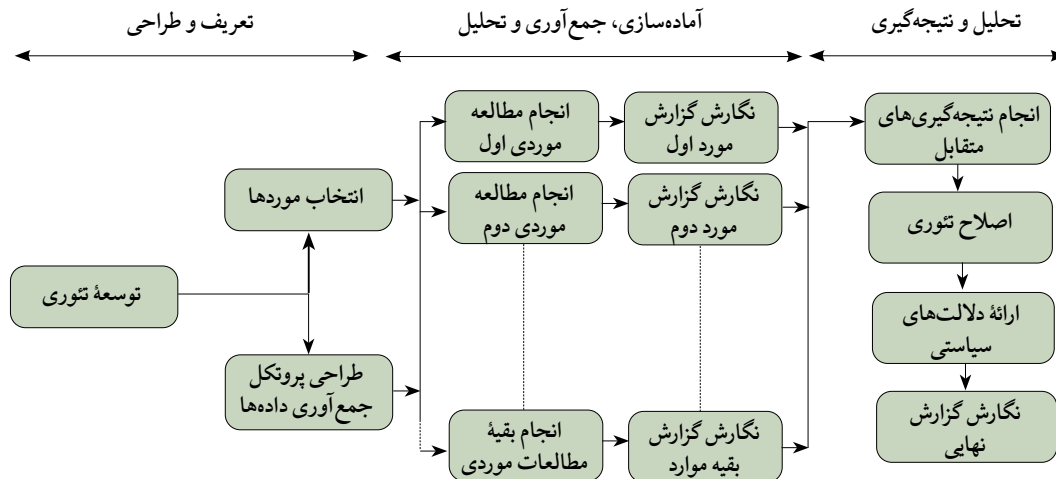 تعریف و طراحی
آماده‌سازی، جمع‌آوری و تحلیل
تحلیل و نتیجه‌گیری
توسعهٔ تئوری
انتخاب موردها
طراحی پروتکل
جمع‌آوری داده‌ها
انجام مطالعه
موردی اول
نگارش گزارش
مورد اول
انجام مطالعه
موردی دوم
نگارش گزارش
مورد دوم
انجام بقیهٔ
مطالعات موردی
نگارش گزارش
بقیه موارد
انجام نتیجه‌گیری‌های
متقابل
اصلاح تئوری
ارائهٔ دلالت‌های
سیاستی
نگارش گزارش
نهایی